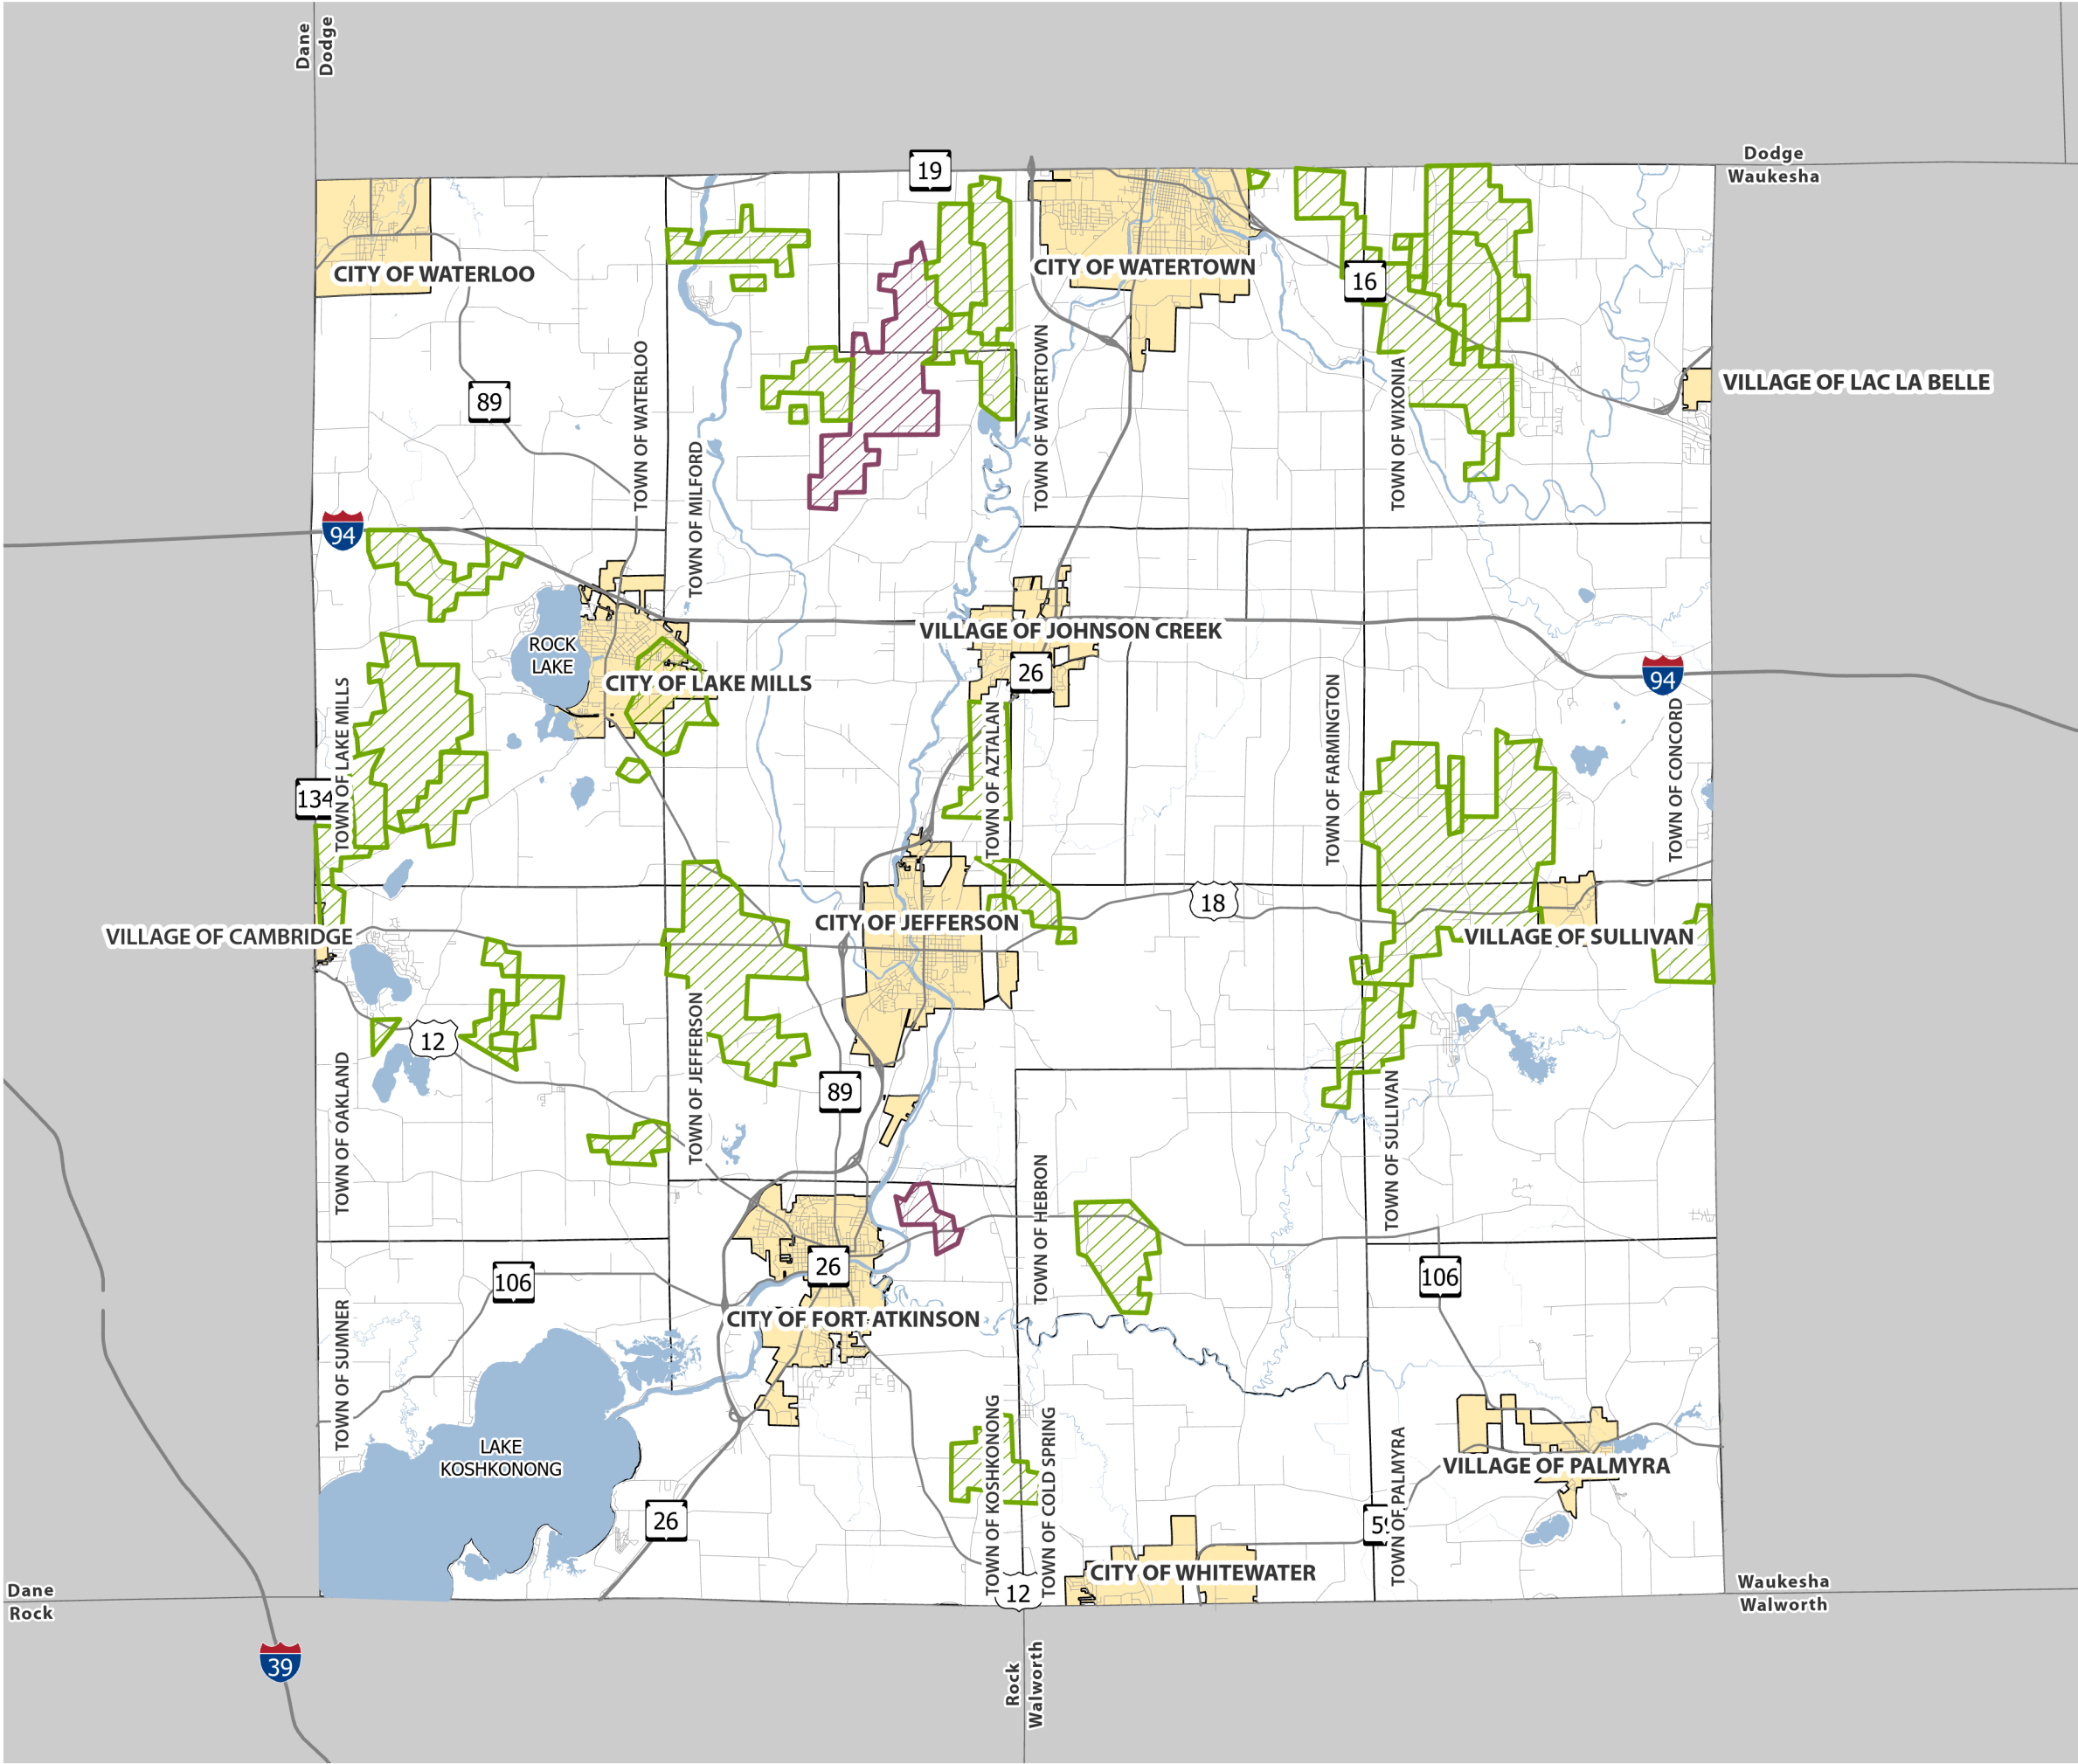 Dane
Dodge
19
Dodge
Waukesha
CITY OF WATERLOO
CITY OF WATERTOWN
16
89
VILLAGE OF LAC LA BELLE
TOWN OF WATERLOO
TOWN OF MILFORD
TOWN OF WATERTOWN
TOWN OF WIXONIA
94
ROCK
LAKE
VILLAGE OF JOHNSON CREEK
CITY OF LAKE MILLS
26
94
TOWN OF LAKE MILLS
TOWN OF AZTALAN
TOWN OF FARMINGTON
TOWN OF CONCORD
134
18
CITY OF JEFFERSON
VILLAGE OF CAMBRIDGE
VILLAGE OF SULLIVAN
12
89
TOWN OF OAKLAND
TOWN OF JEFFERSON
TOWN OF SULLIVAN
TOWN OF HEBRON
26
106
106
CITY OF FORT ATKINSON
TOWN OF SUMNER
LAKE
KOSHKONONG
TOWN OF KOSHKONONG
TOWN OF COLD SPRING
TOWN OF PALMYRA
VILLAGE OF PALMYRA
26
CITY OF WHITEWATER
12
Dane
Rock
Waukesha
Walworth
39
Rock
Walworth